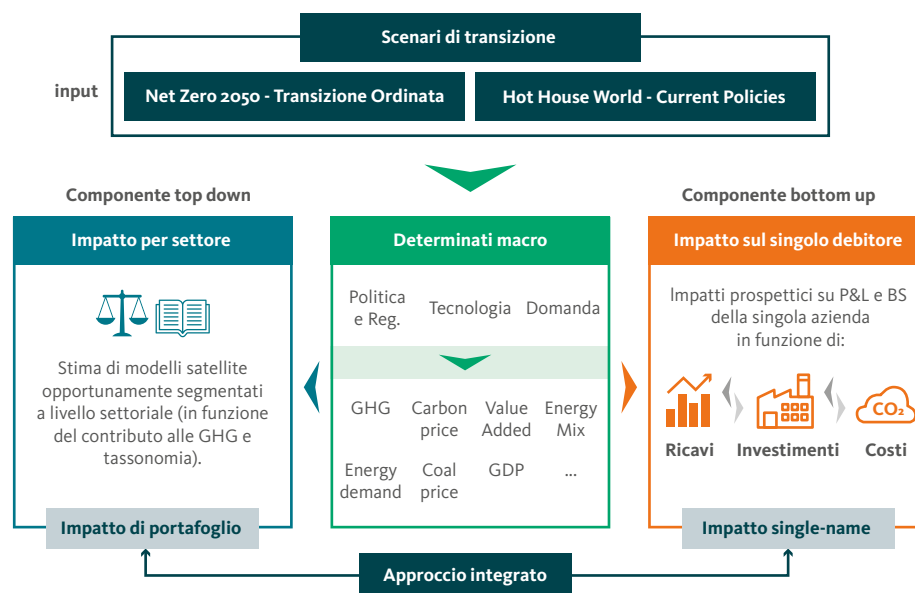 Scenari di transizione
input
Net Zero 2050 - Transizione Ordinata
Hot House World - Current Policies
Componente top down
Impatto per settore
Stima di modelli satellite
opportunamente segmentati
a livello settoriale (in funzione
del contributo alle GHG e
tassonomia).
Impatto di portafoglio
Determinati macro
Politica
e Reg.
Tecnologia
Domanda
GHG
Carbon
price
Value
Added
Energy
Mix
Energy
demand
Coal
price
GDP
...
Componente bottom up
Impatto sul singolo debitore
Impatti prospettici su P&L e BS
della singola azienda
in funzione di:
CO₂
Ricavi
Investimenti
Costi
Impatto single-name
Approccio integrato